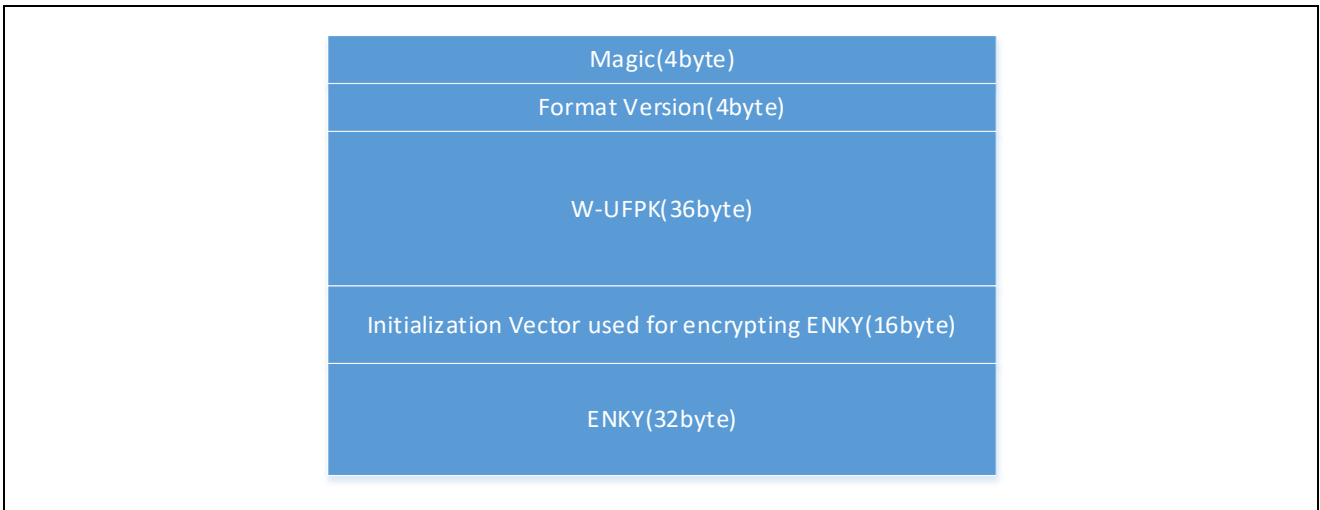 Magic(4byte)
Format Version(4byte)
W-UFPK(36byte)
Initialization Vector used for encrypting ENKY(16byte)
ENKY(32byte)